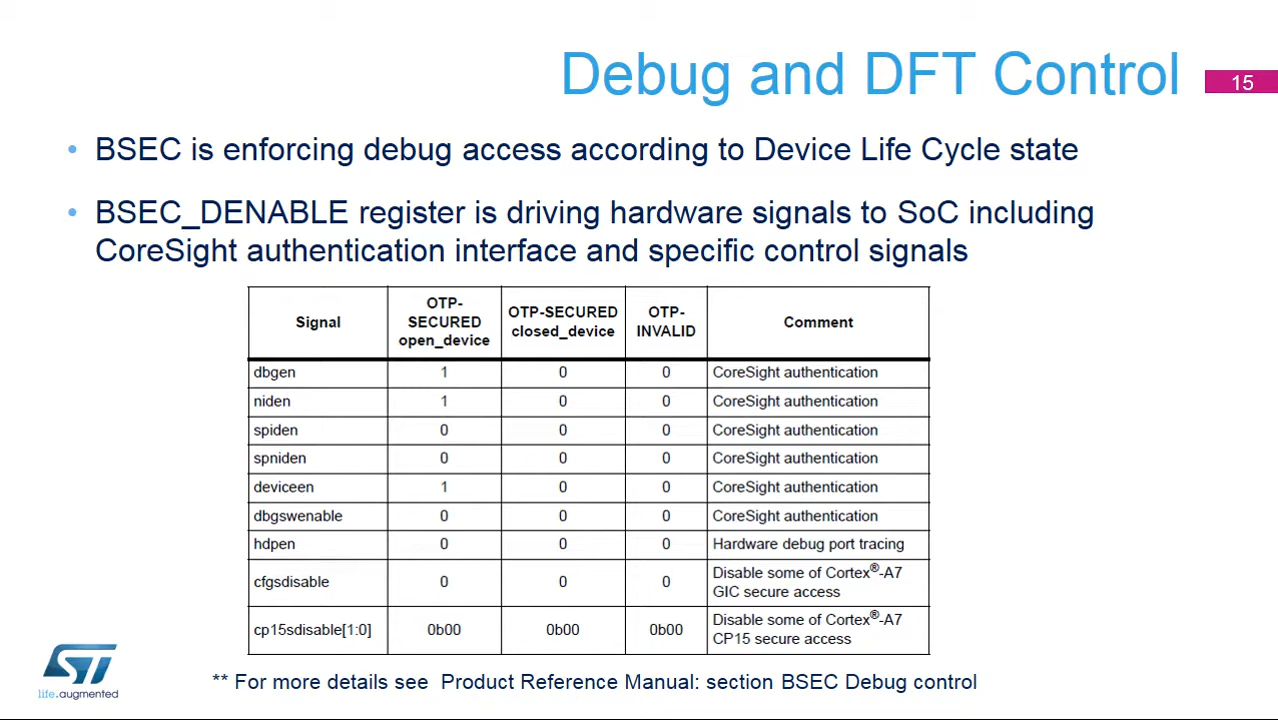 Debug and DFT Control
15
• BSEC is enforcing debug access according to Device Life Cycle state
• BSEC_DENABLE register is driving hardware signals to SoC including
CoreSight authentication interface and specific control signals
Signal OTP-SECURED open_device OTP-SECURED closed_device OTP-INVALID Comment
dbgen 1 0 0 CoreSight authentication
niden 1 0 0 CoreSight authentication
spiden 0 0 0 CoreSight authentication
spniden 0 0 0 CoreSight authentication
deviceen 1 0 0 CoreSight authentication
dbgswenable 0 0 0 CoreSight authentication
hdpen 0 0 0 Hardware debug port tracing
cfgsdisable 0 0 0 Disable some of Cortex®-A7
GIC secure access
cp15sdisable[1:0] 0b00 0b00 0b00 Disable some of Cortex®-A7
CP15 secure access
ST
life.augmented
** For more details see Product Reference Manual: section BSEC Debug control